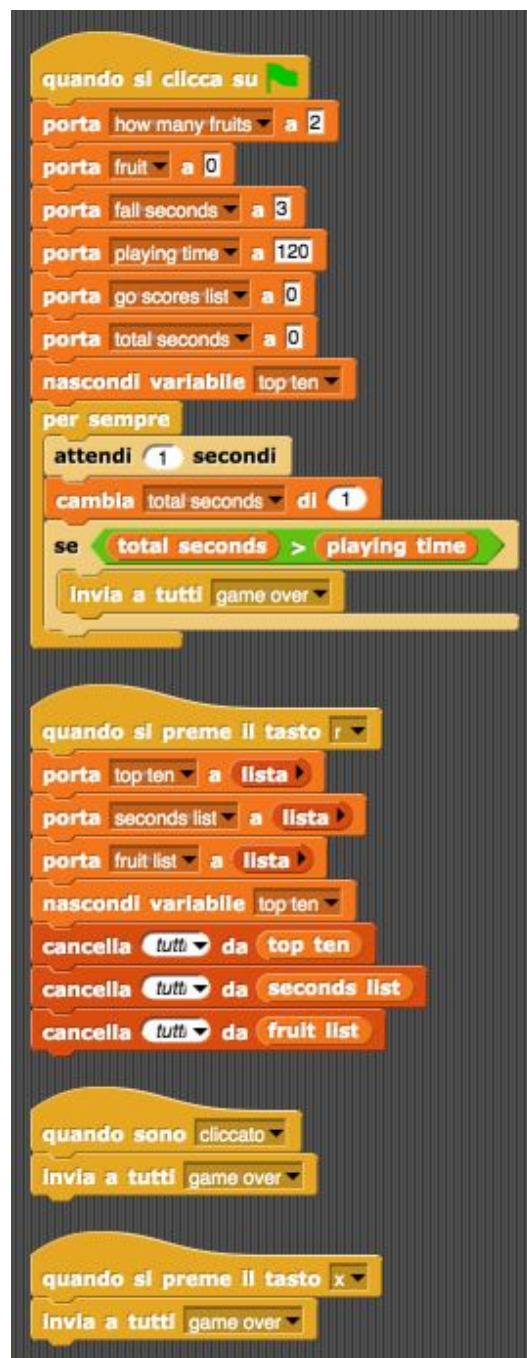 quando si clicca su
porta how many fruits a 2
porta fruit a 0
porta fall seconds a 3
porta playing time a 120
porta go scores list a 0
porta total seconds a 0
nascondi variabile top ten
per sempre
attendi 1 secondi
cambia total seconds di 1
se total seconds > playing time
invia a tutti game over
quando si preme il tasto r
porta top ten a lista
porta seconds list a lista
porta fruit list a lista
nascondi variabile top ten
cancella tutti da top ten
cancella tutti da seconds list
cancella tutti da fruit list
quando sono cliccato
invia a tutti game over
quando si preme il tasto x
invia a tutti game over